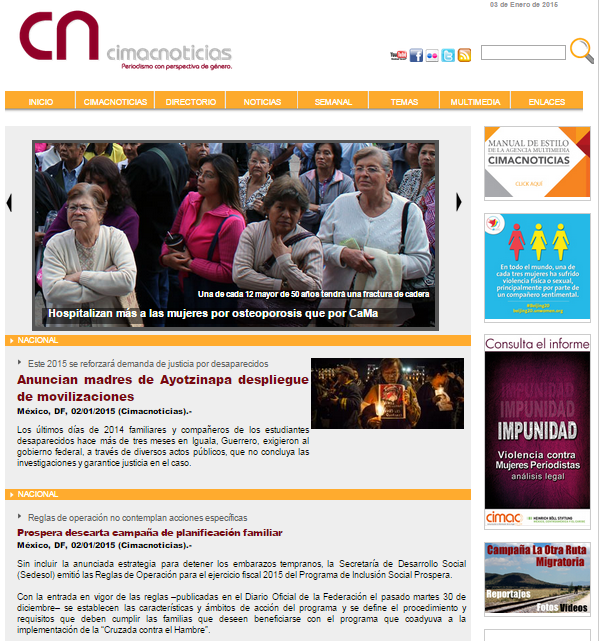 03 de Enero de 2015
cn cimacnoticias
Periodismo con perspectiva de género.
INICIO CIMACNOTICIAS DIRECTORIO NOTICIAS SEMANAL TEMAS MULTIMEDIA ENLACES
Una de cada 12 mayor de 50 años tendrá una fractura de cadera
Hospitalizan más a las mujeres por osteoporosis que por CaMa
NACIONAL
Este 2015 se reforzará demanda de justicia por desaparecidos
Anuncian madres de Ayotzinapa despliegue
de movilizaciones
México, DF, 02/01/2015 (Cimacnoticias).-
Los últimos días de 2014 familiares y compañeros de los estudiantes
desaparecidos hace más de tres meses en Iguala, Guerrero, exigieron al
gobierno federal, a través de diversos actos públicos, que no concluya las
investigaciones y garantice justicia en el caso.
NACIONAL
Reglas de operación no contemplan acciones específicas
Prospera descarta campaña de planificación familiar
México, DF, 02/01/2015 (Cimacnoticias).-
Sin incluir la anunciada estrategia para detener los embarazos tempranos, la Secretaría de Desarrollo Social
(Sedesol) emitió las Reglas de Operación para el ejercicio fiscal 2015 del Programa de Inclusión Social Prospera.
Con la entrada en vigor de las reglas –publicadas en el Diario Oficial de la Federación el pasado martes 30 de
diciembre– se establecen las características y ámbitos de acción del programa y se define el procedimiento y
requisitos que deben cumplir las familias que deseen beneficiarse con el programa que coadyuva a la
implementación de la "Cruzada contra el Hambre".
MANUAL DE ESTILO
DE LA AGENCIA MULTIMEDIA
CIMACNOTICIAS
CLICK AQUÍ
En todo el mundo, una de
cada tres mujeres ha sufrido
violencia física o sexual,
principalmente por parte de
un compañero sentimental.
#Beijing20
beijing20.unwomen.org
Consulta el informe
IMPUNIDAD
IMPUNIDAD
IMPUNIDAD
Violencia contra
Mujeres Periodistas
análisis legal
cimac HEINRICH BÖLL STIFTUNG
Campaña La Otra Ruta
Migratoria
Reportajes
Fotos Videos